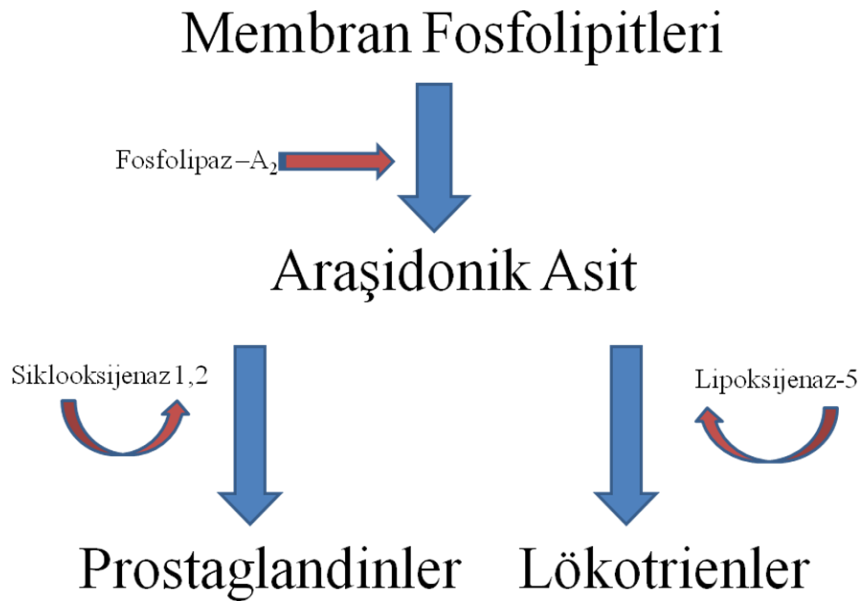 Membran Fosfolipitleri
Fosfolipaz–A₂
Araşidonik Asit
Siklooksijenaz 1,2
Lipoksijenaz-5
Prostaglandinler
Lökotrienler